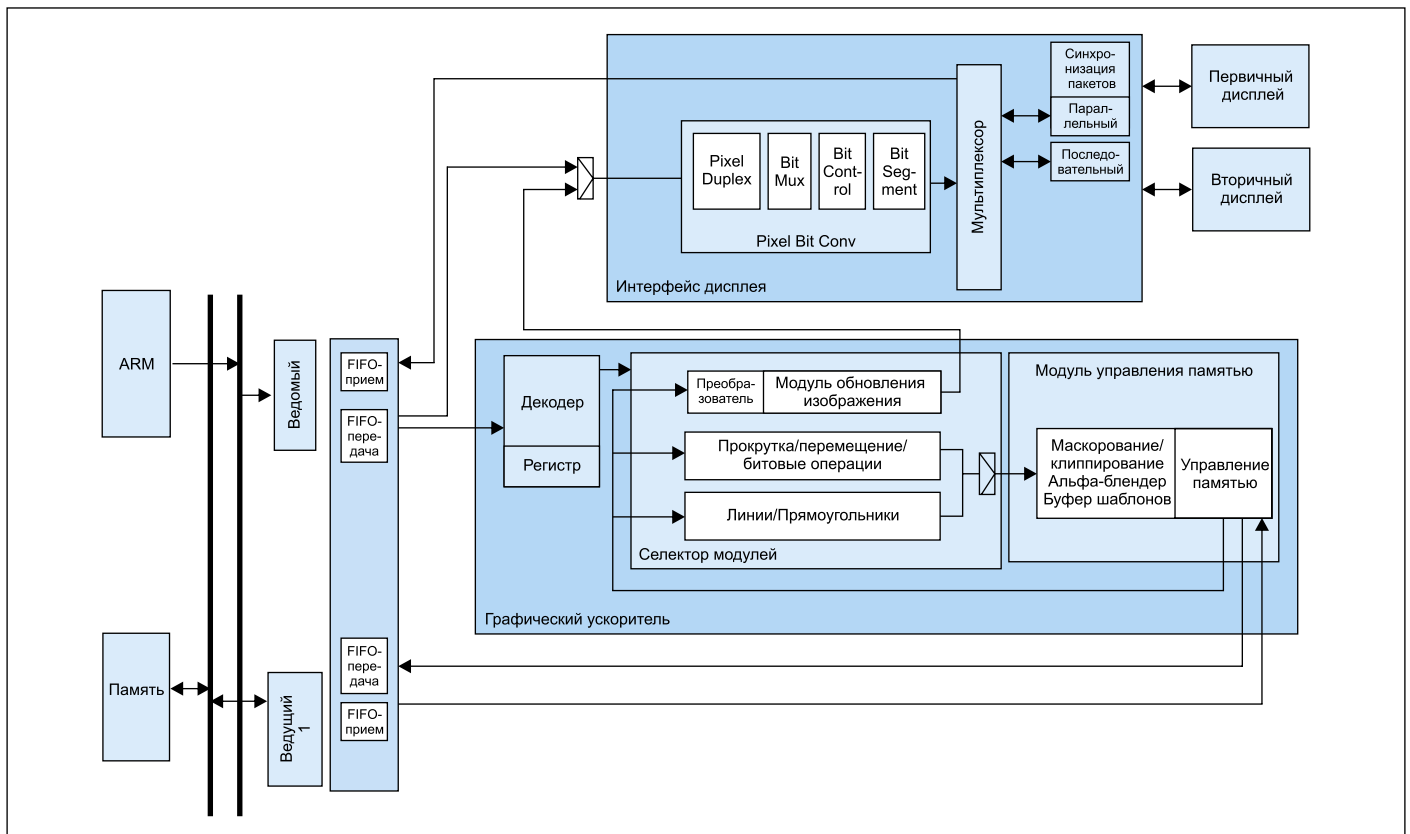 Синхро-
низация
пакетов
Парал-
лельный
Последо-
вательный
Первичный
дисплей
Вторичный
дисплей
Мультиплексор
Pixel
Duplex
Bit
Mux
Bit
Cont-
rol
Bit
Seg-
ment
Pixel Bit Conv
Интерфейс дисплея
ARM
Ведомый
FIFO-
прием
FIFO-
пере-
дача
Декодер
Регистр
Преобра-
зователь
Модуль обновления
изображения
Прокрутка/перемещение/
битовые операции
Линии/Прямоугольники
Селектор модулей
Модуль управления памятью
Маскорование/
клиппирование
Альфа-блендер
Буфер шаблонов
Управление
памятью
Графический ускоритель
Память
Ведущий
1
FIFO-
пере-
дача
FIFO-
прием